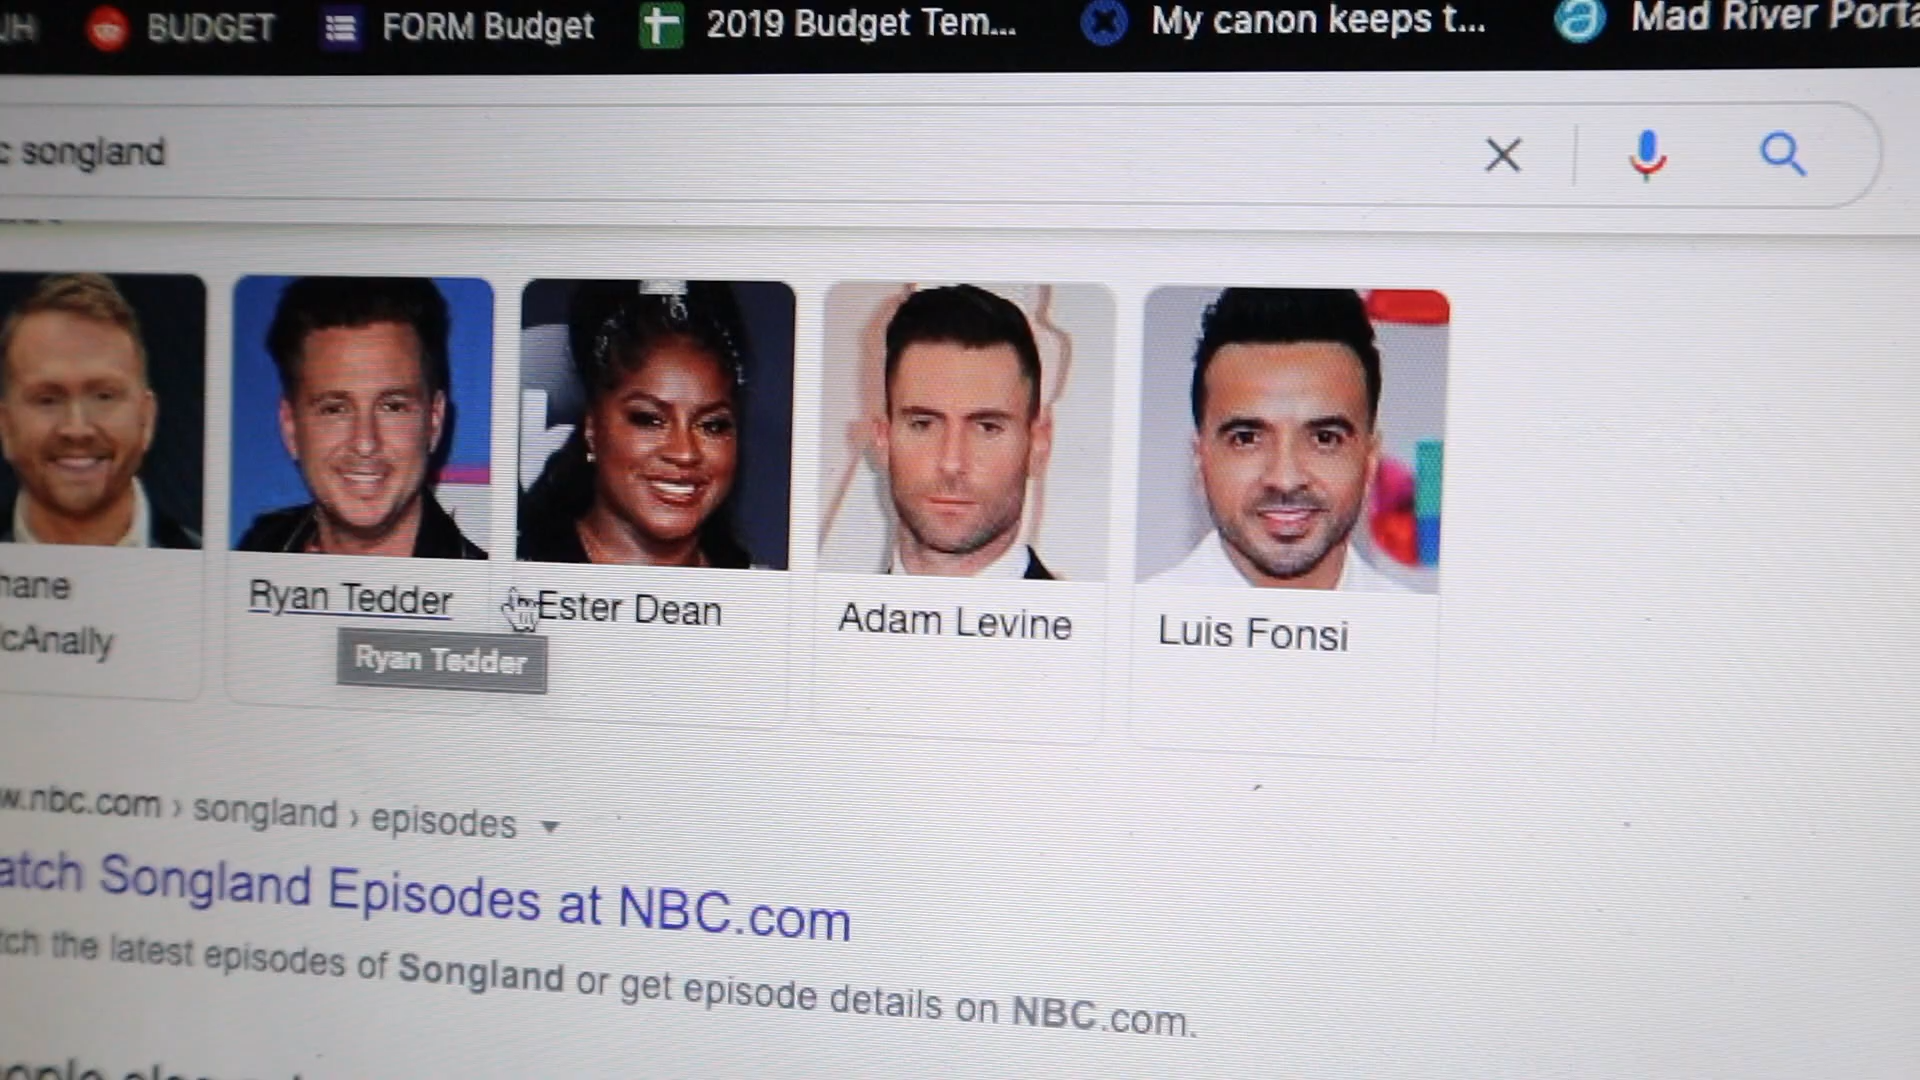 BUDGET
FORM Budget
2019 Budget Tem...
My canon keeps t...
Mad River Porta
songland
hane
cAnally
Ryan Tedder
Ryan Tedder
Ester Dean
Adam Levine
Luis Fonsi
w.nbc.com › songland › episodes
atch Songland Episodes at NBC.com
tch the latest episodes of Songland or get episode details on NBC.com.